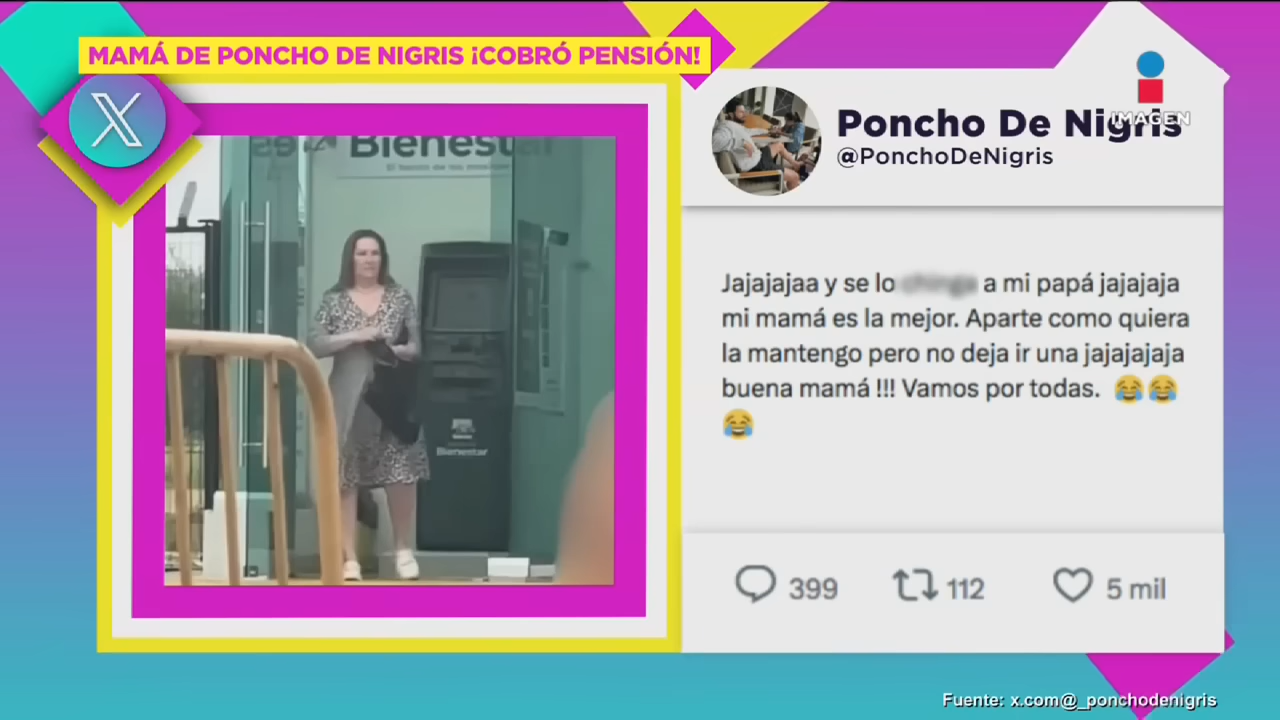 MAMÁ DE PONCHO DE NIGRIS ¡COBRÓ PENSIÓN!
IMAGEN
Poncho De Nigris
@PonchoDeNigris
Bienestar
Jajajajaa y se lo a mi papá jajajaja
mi mamá es la mejor. Aparte como quiera
la mantengo pero no deja ir una jajajajaja
buena mamá !!! Vamos por todas. 😂😂
😂
Bienestar
399 112 5 mil
Fuente: x.com@_ponchodenigris